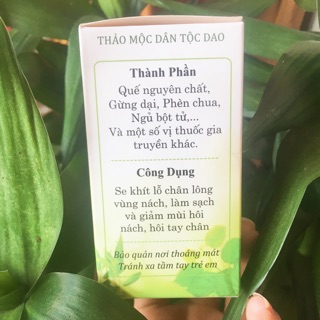 THẢO MỘC DÂN TỘC DAO
Thành Phần
Quế nguyên chất,
Gừng dại, Phèn chua,
Ngủ bột tử,...
Và một số vị thuốc gia
truyền khác.
Công Dụng
Se khít lỗ chân lông
vùng nách, làm sạch
và giảm mùi hôi
nách, hôi tay chân
Bảo quản nơi thoáng mát
Tránh xa tầm tay trẻ em